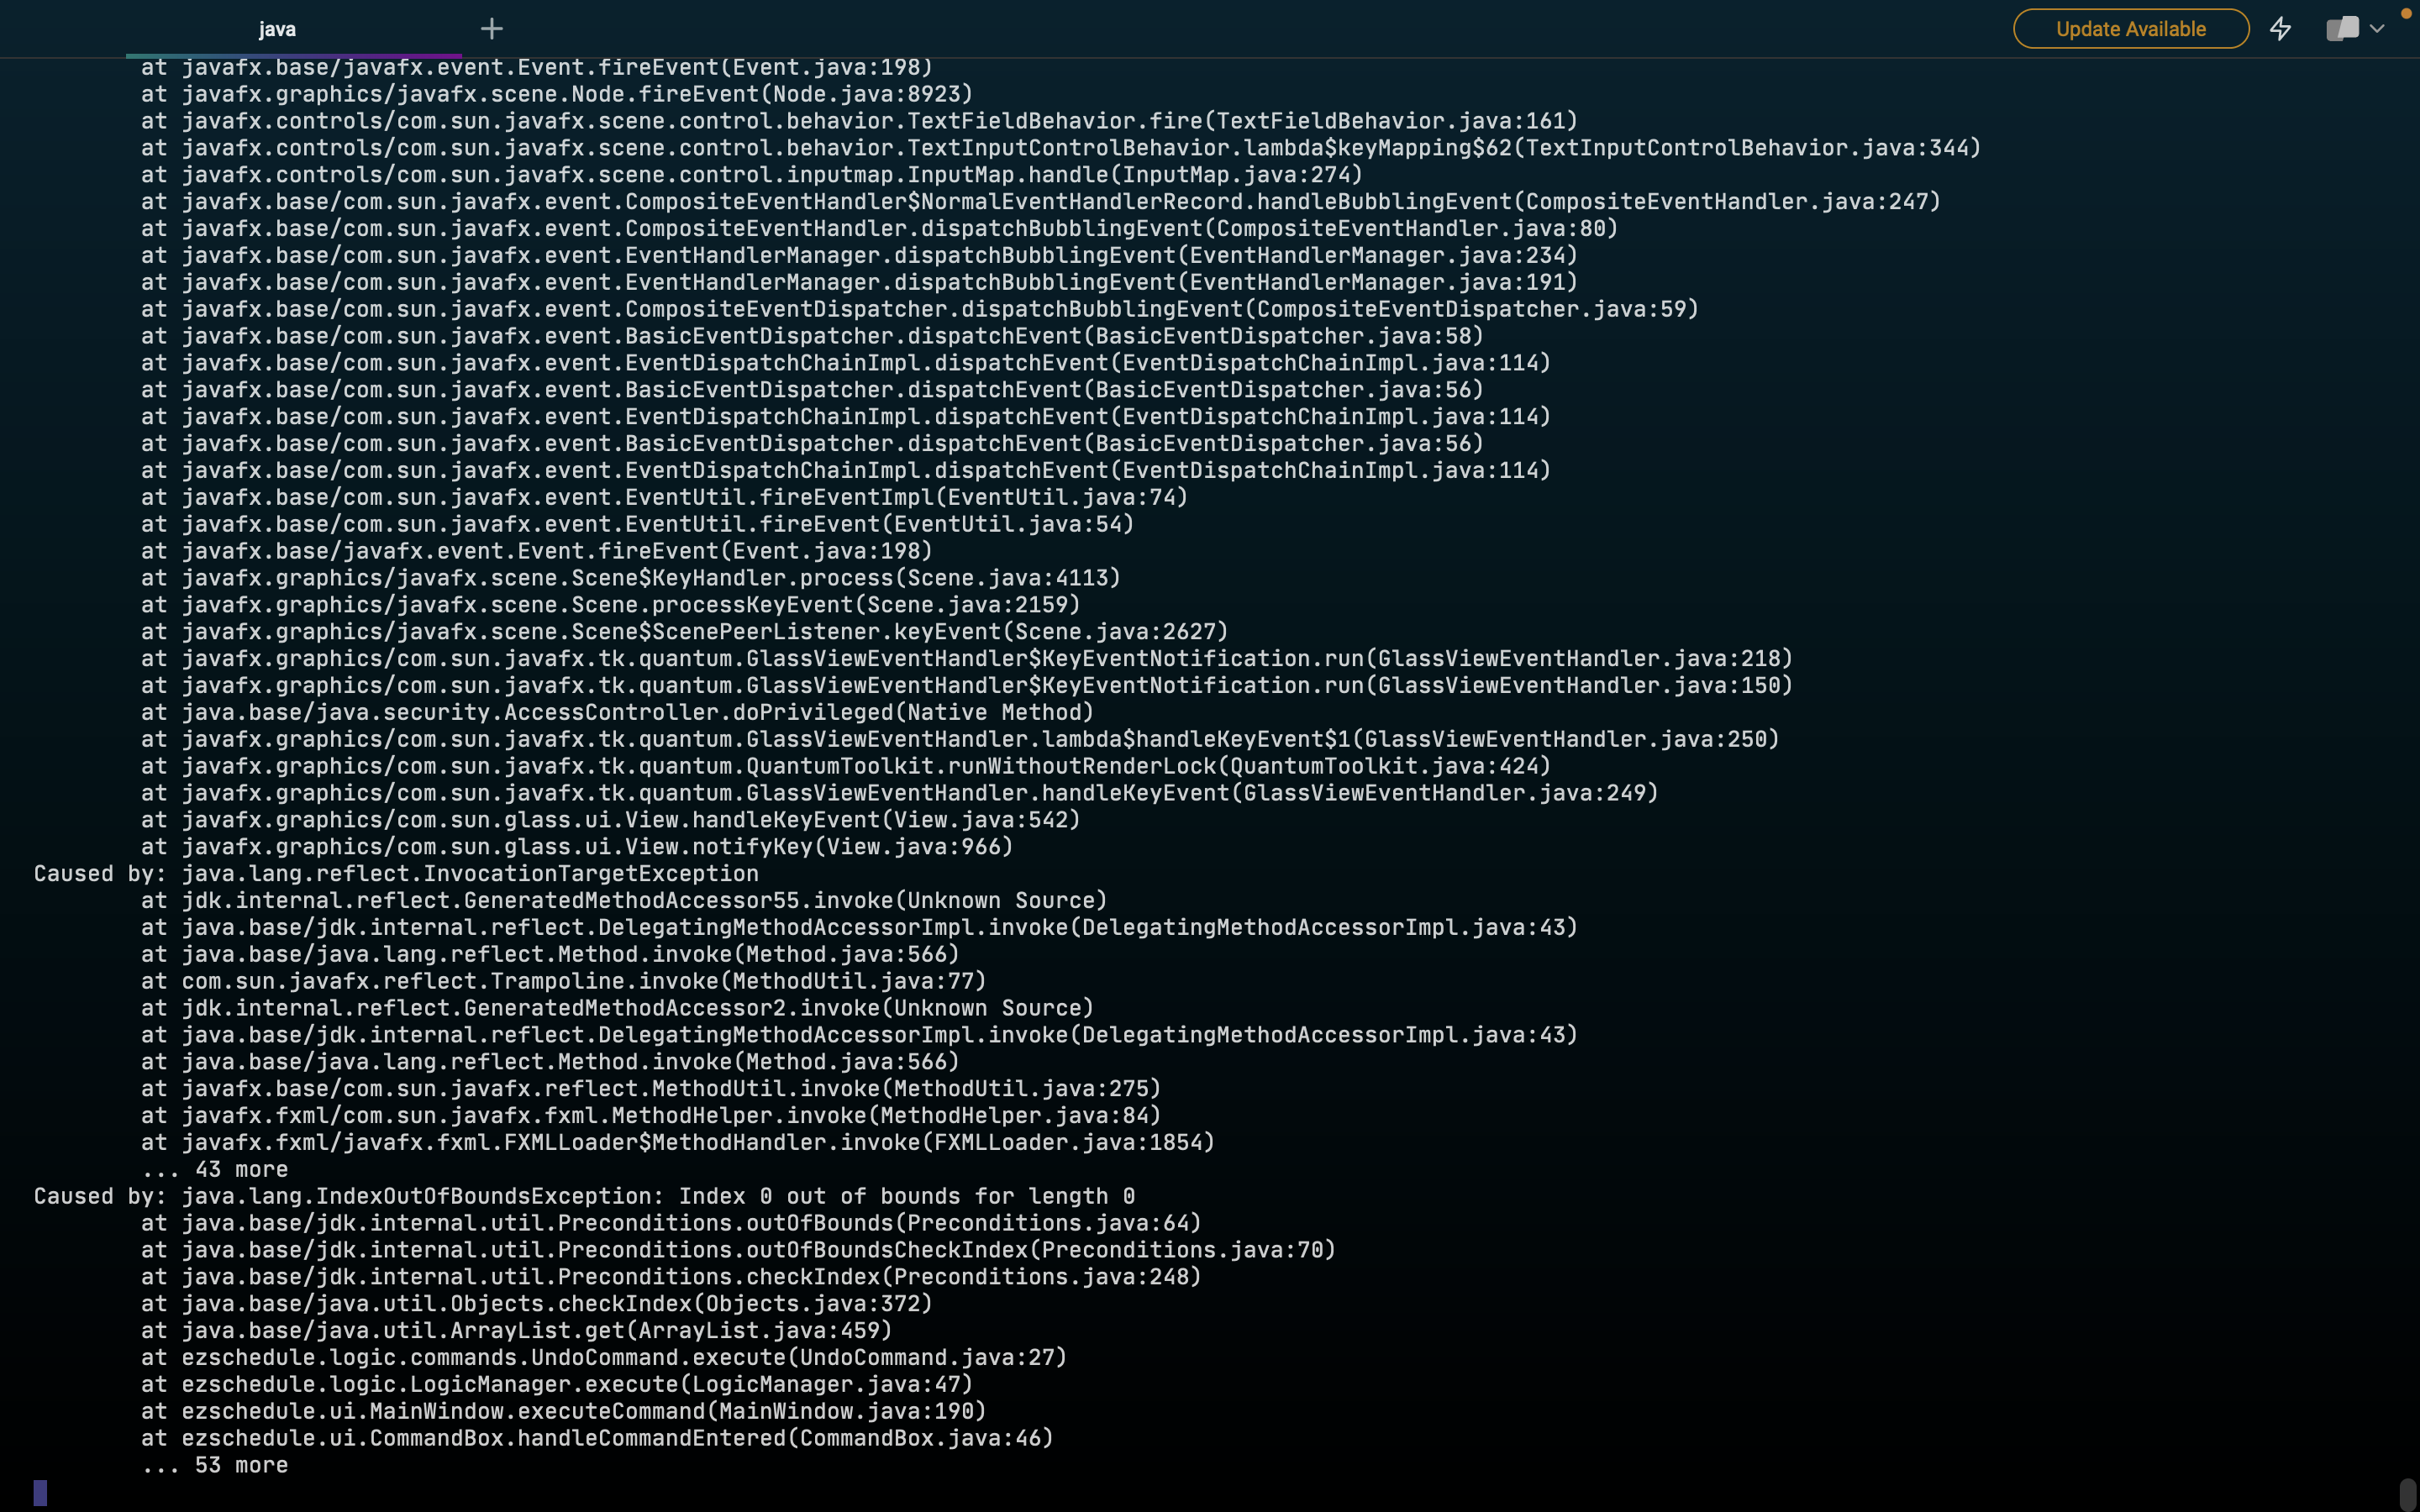 java
+
Update Available
at javafx.base/javafx.event.Event.fireEvent(Event.java:198)
at javafx.graphics/javafx.scene.Node.fireEvent(Node.java:8923)
at javafx.controls/com.sun.javafx.scene.control.behavior.TextFieldBehavior.fire(TextFieldBehavior.java:161)
at javafx.controls/com.sun.javafx.scene.control.behavior.TextInputControlBehavior.lambda$keyMapping$62(TextInputControlBehavior.java:344)
at javafx.controls/com.sun.javafx.scene.control.inputmap.InputMap.handle(InputMap.java:274)
at javafx.base/com.sun.javafx.event.CompositeEventHandler$NormalEventHandlerRecord.handleBubblingEvent(CompositeEventHandler.java:247)
at javafx.base/com.sun.javafx.event.CompositeEventHandler.dispatchBubblingEvent(CompositeEventHandler.java:80)
at javafx.base/com.sun.javafx.event.EventHandlerManager.dispatchBubblingEvent(EventHandlerManager.java:234)
at javafx.base/com.sun.javafx.event.EventHandlerManager.dispatchBubblingEvent(EventHandlerManager.java:191)
at javafx.base/com.sun.javafx.event.CompositeEventDispatcher.dispatchBubblingEvent(CompositeEventDispatcher.java:59)
at javafx.base/com.sun.javafx.event.BasicEventDispatcher.dispatchEvent(BasicEventDispatcher.java:58)
at javafx.base/com.sun.javafx.event.EventDispatchChainImpl.dispatchEvent(EventDispatchChainImpl.java:114)
at javafx.base/com.sun.javafx.event.BasicEventDispatcher.dispatchEvent(BasicEventDispatcher.java:56)
at javafx.base/com.sun.javafx.event.EventDispatchChainImpl.dispatchEvent(EventDispatchChainImpl.java:114)
at javafx.base/com.sun.javafx.event.BasicEventDispatcher.dispatchEvent(BasicEventDispatcher.java:56)
at javafx.base/com.sun.javafx.event.EventDispatchChainImpl.dispatchEvent(EventDispatchChainImpl.java:114)
at javafx.base/com.sun.javafx.event.EventUtil.fireEventImpl(EventUtil.java:74)
at javafx.base/com.sun.javafx.event.EventUtil.fireEvent(EventUtil.java:54)
at javafx.base/javafx.event.Event.fireEvent(Event.java:198)
at javafx.graphics/javafx.scene.Scene$KeyHandler.process(Scene.java:4113)
at javafx.graphics/javafx.scene.Scene.processKeyEvent(Scene.java:2159)
at javafx.graphics/javafx.scene.Scene$ScenePeerListener.keyEvent(Scene.java:2627)
at javafx.graphics/com.sun.javafx.tk.quantum.GlassViewEventHandler$KeyEventNotification.run(GlassViewEventHandler.java:218)
at javafx.graphics/com.sun.javafx.tk.quantum.GlassViewEventHandler$KeyEventNotification.run(GlassViewEventHandler.java:150)
at java.base/java.security.AccessController.doPrivileged(Native Method)
at javafx.graphics/com.sun.javafx.tk.quantum.GlassViewEventHandler.lambda$handleKeyEvent$1(GlassViewEventHandler.java:250)
at javafx.graphics/com.sun.javafx.tk.quantum.QuantumToolkit.runWithoutRenderLock(QuantumToolkit.java:424)
at javafx.graphics/com.sun.javafx.tk.quantum.GlassViewEventHandler.handleKeyEvent(GlassViewEventHandler.java:249)
at javafx.graphics/com.sun.glass.ui.View.handleKeyEvent(View.java:542)
at javafx.graphics/com.sun.glass.ui.View.notifyKey(View.java:966)
Caused by: java.lang.reflect.InvocationTargetException
at jdk.internal.reflect.GeneratedMethodAccessor55.invoke(Unknown Source)
at java.base/jdk.internal.reflect.DelegatingMethodAccessorImpl.invoke(DelegatingMethodAccessorImpl.java:43)
at java.base/java.lang.reflect.Method.invoke(Method.java:566)
at com.sun.javafx.reflect.Trampoline.invoke(MethodUtil.java:77)
at jdk.internal.reflect.GeneratedMethodAccessor2.invoke(Unknown Source)
at java.base/jdk.internal.reflect.DelegatingMethodAccessorImpl.invoke(DelegatingMethodAccessorImpl.java:43)
at java.base/java.lang.reflect.Method.invoke(Method.java:566)
at javafx.base/com.sun.javafx.reflect.MethodUtil.invoke(MethodUtil.java:275)
at javafx.fxml/com.sun.javafx.fxml.MethodHelper.invoke(MethodHelper.java:84)
at javafx.fxml/javafx.fxml.FXMLLoader$MethodHandler.invoke(FXMLLoader.java:1854)
... 43 more
Caused by: java.lang.IndexOutOfBoundsException: Index 0 out of bounds for length 0
at java.base/jdk.internal.util.Preconditions.outOfBounds(Preconditions.java:64)
at java.base/jdk.internal.util.Preconditions.outOfBoundsCheckIndex(Preconditions.java:70)
at java.base/jdk.internal.util.Preconditions.checkIndex(Preconditions.java:248)
at java.base/java.util.Objects.checkIndex(Objects.java:372)
at java.base/java.util.ArrayList.get(ArrayList.java:459)
at ezschedule.logic.commands.UndoCommand.execute(UndoCommand.java:27)
at ezschedule.logic.LogicManager.execute(LogicManager.java:47)
at ezschedule.ui.MainWindow.executeCommand(MainWindow.java:190)
at ezschedule.ui.CommandBox.handleCommandEntered(CommandBox.java:46)
... 53 more